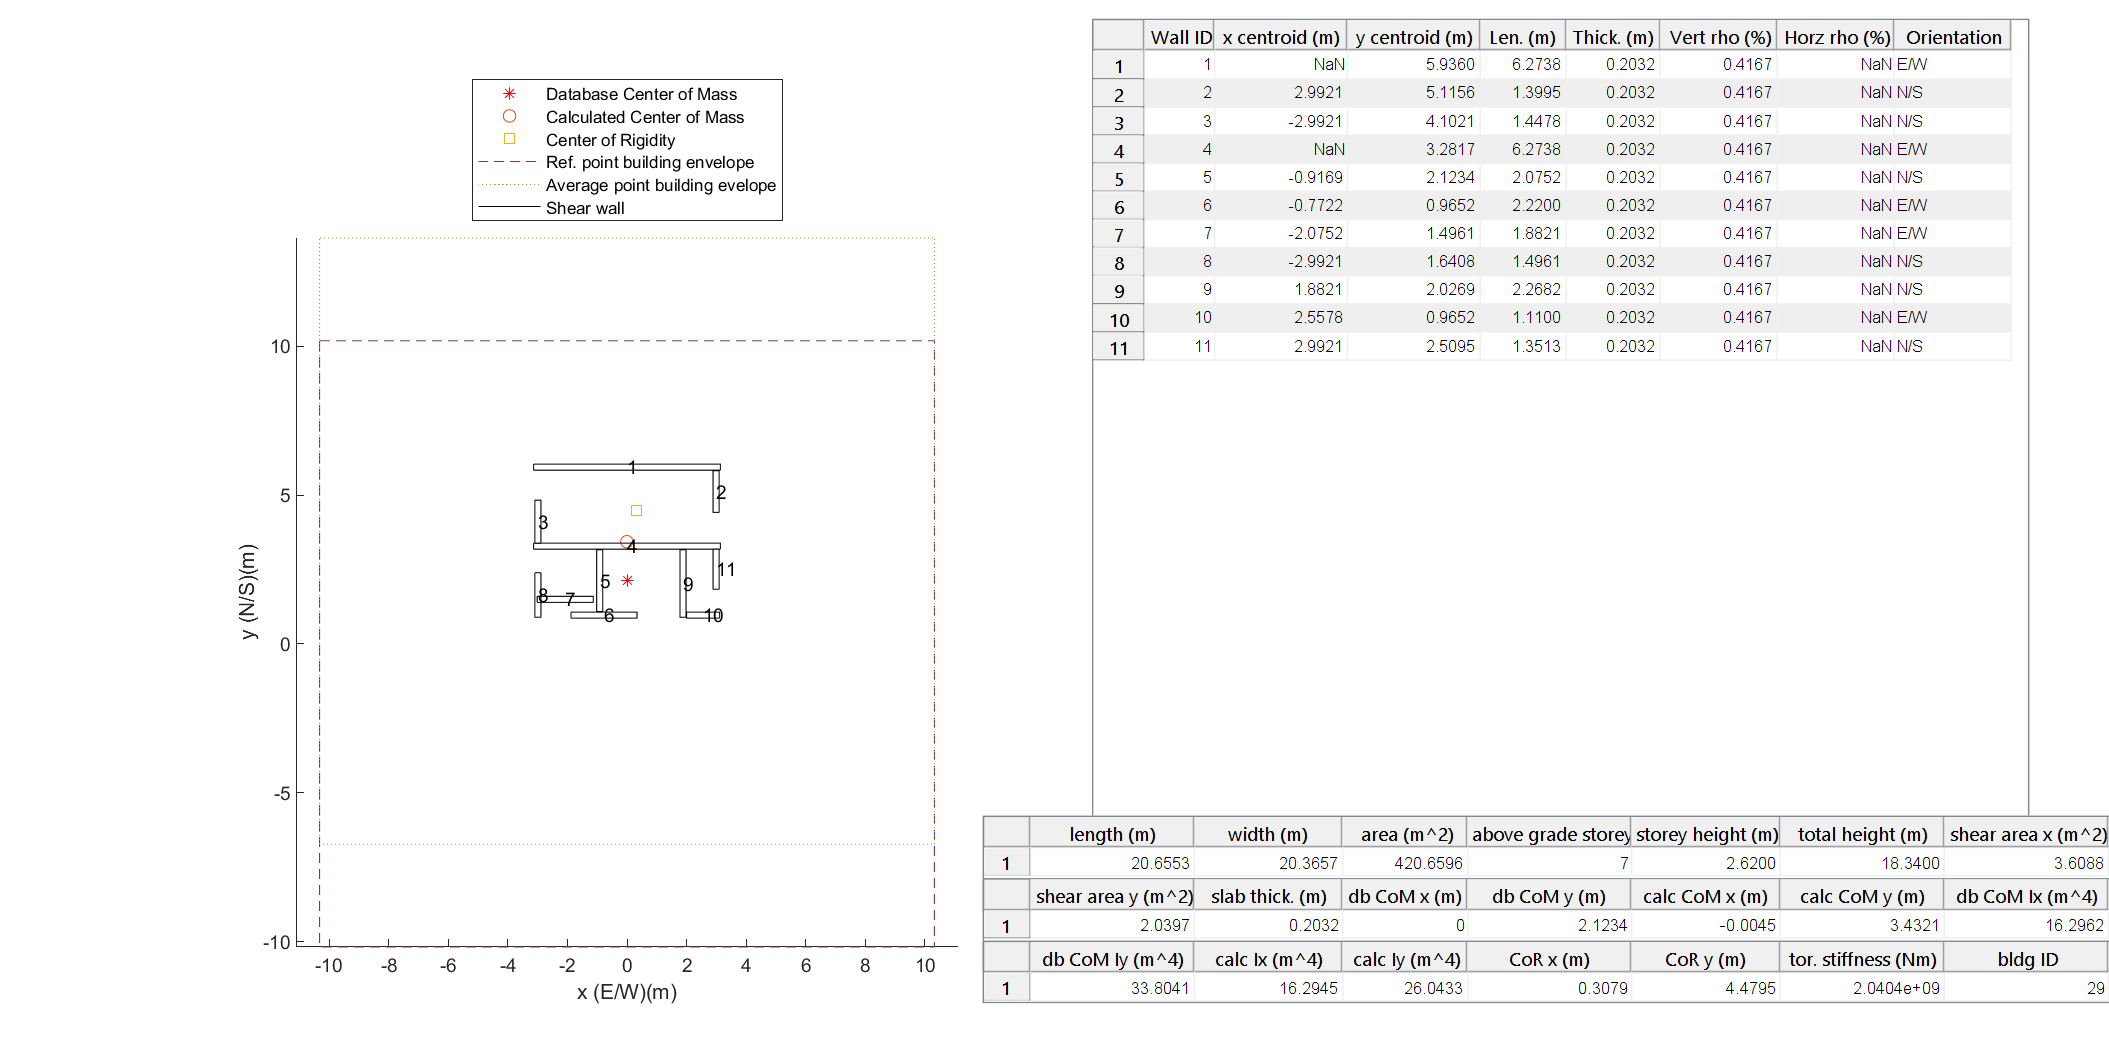 Database Center of Mass
Calculated Center of Mass
Center of Rigidity
Ref. point building envelope
Average point building evelope
Shear wall
10
5
0
-5
-10
y (N/S)(m)
1
2
3
4
5
11
9
8
7
6
10
-10 -8 -6 -4 -2 0 2 4 6 8 10
x (E/W)(m)
Wall ID x centroid (m) y centroid (m) Len. (m) Thick. (m) Vert rho (%) Horz rho (%) Orientation
1 1 NaN 5.9360 6.2738 0.2032 0.4167 NaN E/W
2 2 2.9921 5.1156 1.3995 0.2032 0.4167 NaN N/S
3 3 -2.9921 4.1021 1.4478 0.2032 0.4167 NaN N/S
4 4 NaN 3.2817 6.2738 0.2032 0.4167 NaN E/W
5 5 -0.9169 2.1234 2.0752 0.2032 0.4167 NaN N/S
6 6 -0.7722 0.9652 2.2200 0.2032 0.4167 NaN E/W
7 7 -2.0752 1.4961 1.8821 0.2032 0.4167 NaN E/W
8 8 -2.9921 1.6408 1.4961 0.2032 0.4167 NaN N/S
9 9 1.8821 2.0269 2.2682 0.2032 0.4167 NaN N/S
10 10 2.5578 0.9652 1.1100 0.2032 0.4167 NaN E/W
11 11 2.9921 2.5095 1.3513 0.2032 0.4167 NaN N/S
length (m) width (m) area (m^2) above grade storey storey height (m) total height (m) shear area x (m^2)
1 20.6553 20.3657 420.6596 7 2.6200 18.3400 3.6088
shear area y (m^2) slab thick. (m) db CoM x (m) db CoM y (m) calc CoM x (m) calc CoM y (m) db CoM Ix (m^4)
1 2.0397 0.2032 0 2.1234 -0.0045 3.4321 16.2962
db CoM Iy (m^4) calc Ix (m^4) calc Iy (m^4) CoR x (m) CoR y (m) tor. stiffness (Nm) bldg ID
1 33.8041 16.2945 26.0433 0.3079 4.4795 2.0404e+09 29